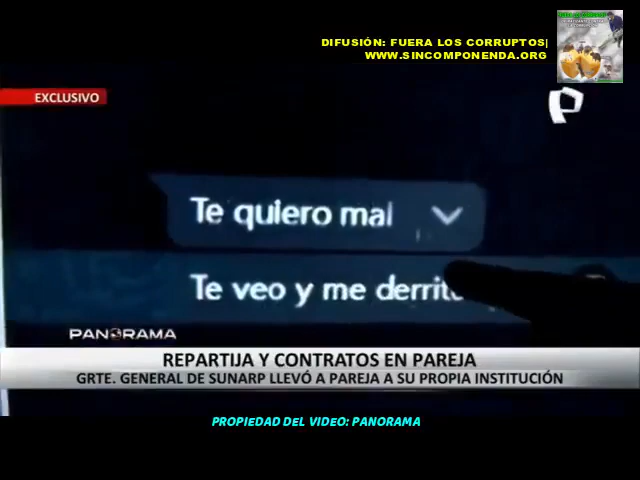 DIFUSIÓN: FUERA LOS CORRUPTOS|
WWW.SINCOMPONENDA.ORG
EXCLUSIVO
Te quiero mal
Te veo y me
PANORAMA
REPARTIJA Y CONTRATOS EN PAREJA
GRTE. GENERAL DE SUNARP LLEVÓ A PAREJA A SU PROPIA INSTITUCIÓN
PROPIEDAD DEL VIDEO: PANORAMA